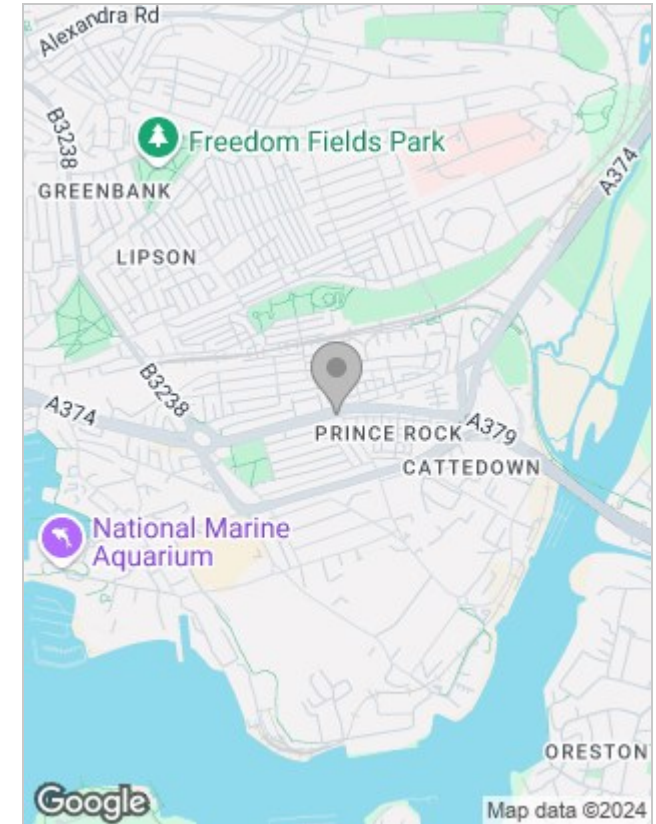 Alexandra Rd
B3238
Freedom Fields Park
GREENBANK
A374
LIPSON
B3238
A374
PRINCE ROCK
A379
CATTEDOWN
National Marine
Aquarium
ORESTON
Google
Map data ©2024